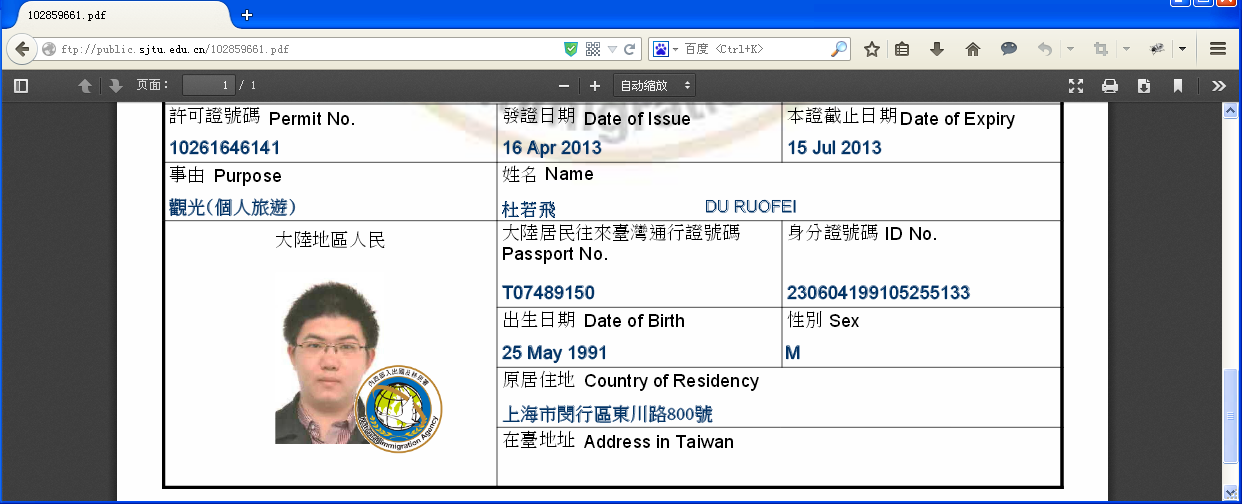 102859661.pdf
ftp://public.sjtu.edu.cn/102859661.pdf
百度 <Ctrl+K>
页面: 1 / 1
自动缩放
許可證號碼 Permit No.
發證日期 Date of Issue
本證截止日期Date of Expiry
10261646141
16 Apr 2013
15 Jul 2013
事由 Purpose
姓名 Name
觀光(個人旅遊)
杜若飛 DU RUOFEI
大陸地區人民
大陸居民往來臺灣通行證號碼
Passport No.
身分證號碼 ID No.
T07489150
230604199105255133
出生日期 Date of Birth
性別 Sex
25 May 1991
M
原居住地 Country of Residency
上海市閔行區東川路800號
在臺地址 Address in Taiwan
內政部入出國及移民署
National Immigration Agency